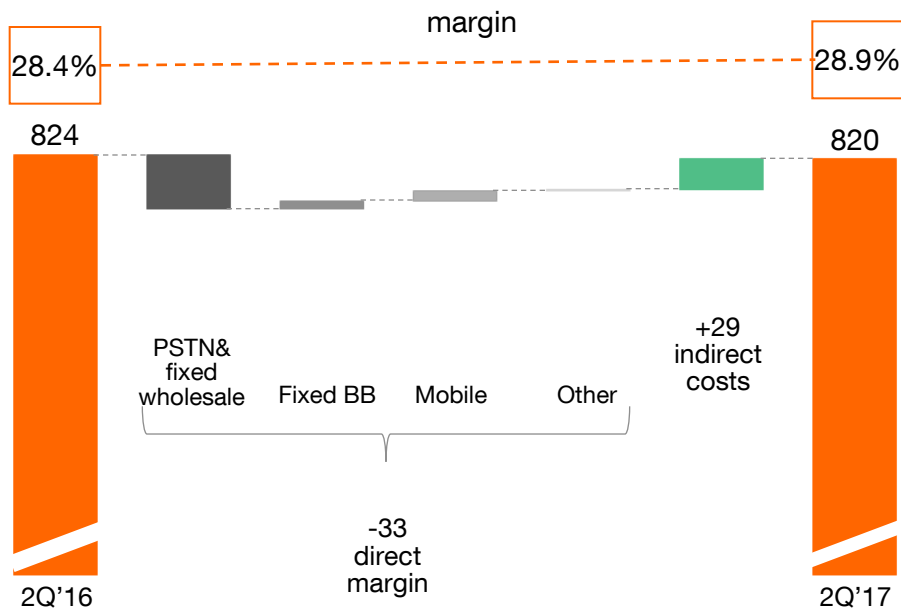 margin
28.4%
28.9%
824
820
PSTN&
fixed
wholesale
Fixed BB
Mobile
Other
+29
indirect
costs
-33
direct
margin
2Q’16
2Q’17